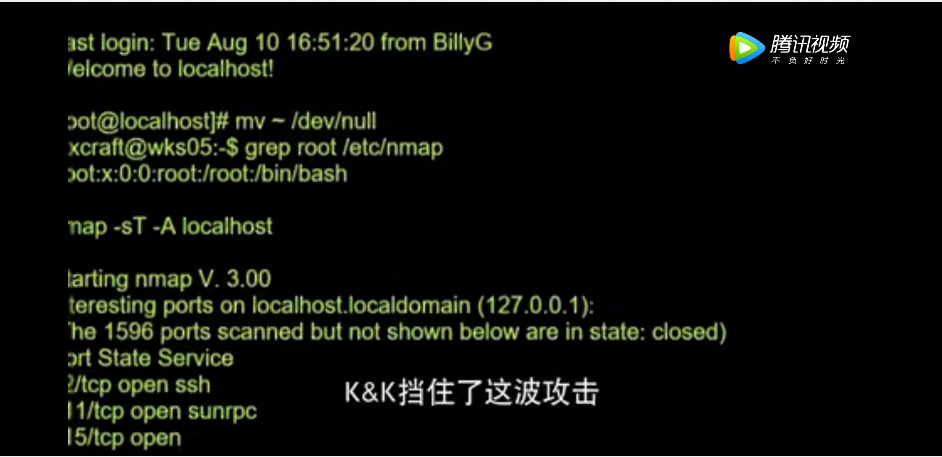 ast login: Tue Aug 10 16:51:20 from BillyG
腾讯视频
不负好时光
elcome to localhost!
oot@localhost]# mv ~ /dev/null
xcraft@wks05:-$ grep root /etc/nmap
oot:x:0:0:root:/root:/bin/bash
map -sT -A localhost
tarting nmap V. 3.00
teresting ports on localhost.localdomain (127.0.0.1):
he 1596 ports scanned but not shown below are in state: closed)
ort State Service
2/tcp open ssh
K&K挡住了这波攻击
11/tcp open sunrpc
15/tcp open